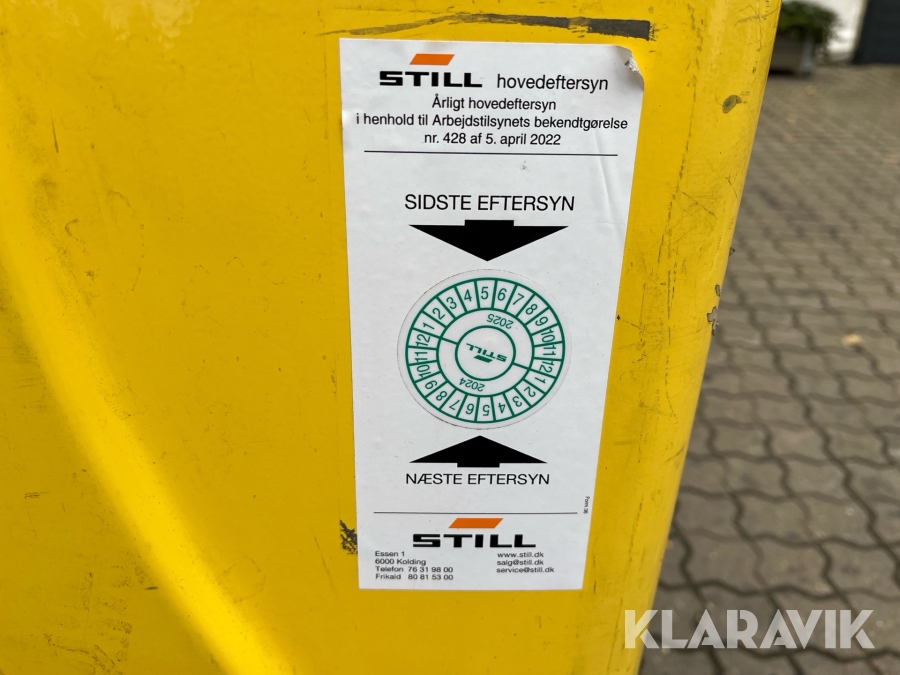 STILL hovedeftersyn
Årligt hovedeftersyn
i henhold til Arbejdstilsynets bekendtgørelse
nr. 428 af 5. april 2022
SIDSTE EFTERSYN
1 2 3 4 5 6 7 8 9 10 11 12
2025
STILL
2024
1 2 3 4 5 6 7 8 9 10 11 12
NÆSTE EFTERSYN
Form 36
STILL
Essen 1
6000 Kolding
Telefon 76 31 98 00
Frikald 80 81 53 00
www.still.dk
salg@still.dk
service@still.dk
KLARAVIK